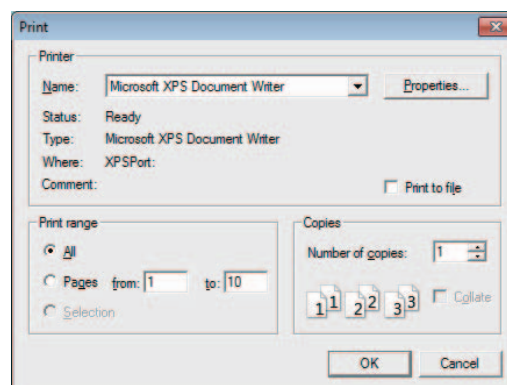 Print
Printer
Name: Microsoft XPS Document Writer Properties...
Status: Ready
Type: Microsoft XPS Document Writer
Where: XPSPort:
Comment: Print to file
Print range
All
Pages from: 1 to: 10
Selection
Copies
Number of copies: 1
1 1 2 2 3 3 Collate
OK Cancel